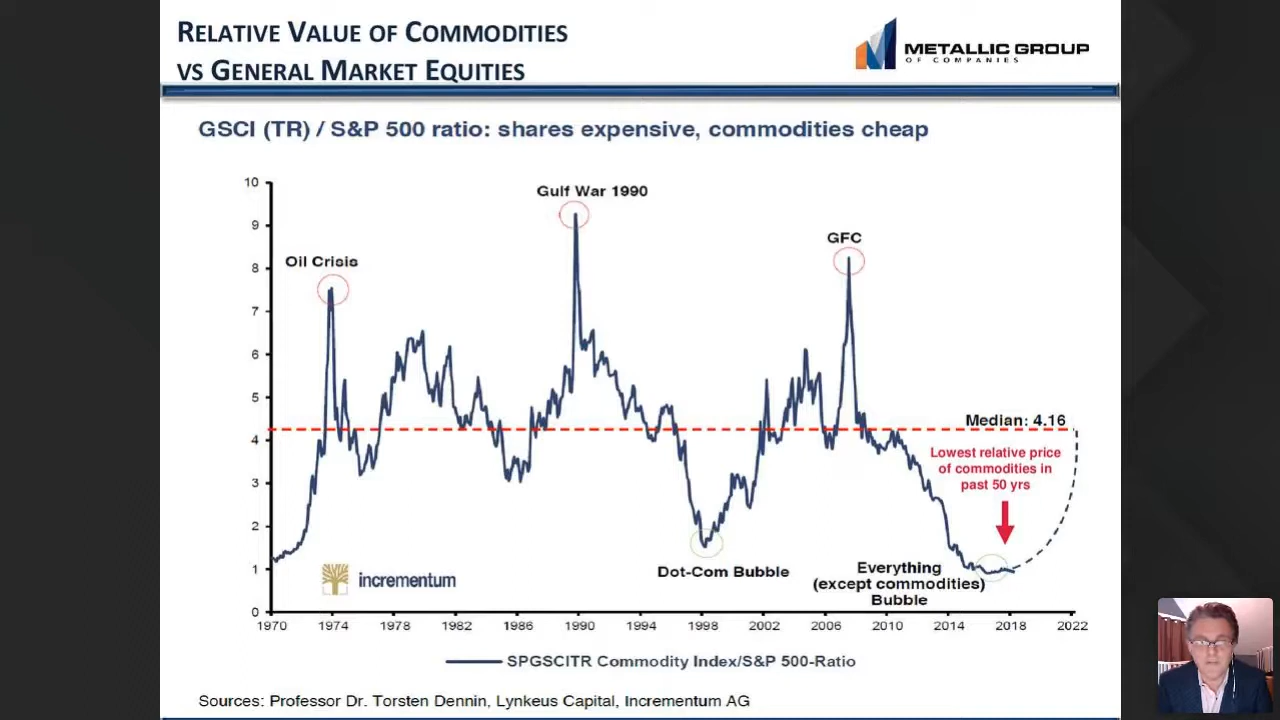 RELATIVE VALUE OF COMMODITIES
VS GENERAL MARKET EQUITIES
METALLIC GROUP
OF COMPANIES
GSCI (TR) / S&P 500 ratio: shares expensive, commodities cheap
10
9
8
7
6
5
4
3
2
1
0
Oil Crisis
Gulf War 1990
GFC
Median: 4.16
Lowest relative price
of commodities in
past 50 yrs
Dot-Com Bubble
Everything
(except commodities)
Bubble
incrementum
1970 1974 1978 1982 1986 1990 1994 1998 2002 2006 2010 2014 2018 2022
SPGSCITR Commodity Index/S&P 500-Ratio
Sources: Professor Dr. Torsten Dennin, Lynkeus Capital, Incrementum AG